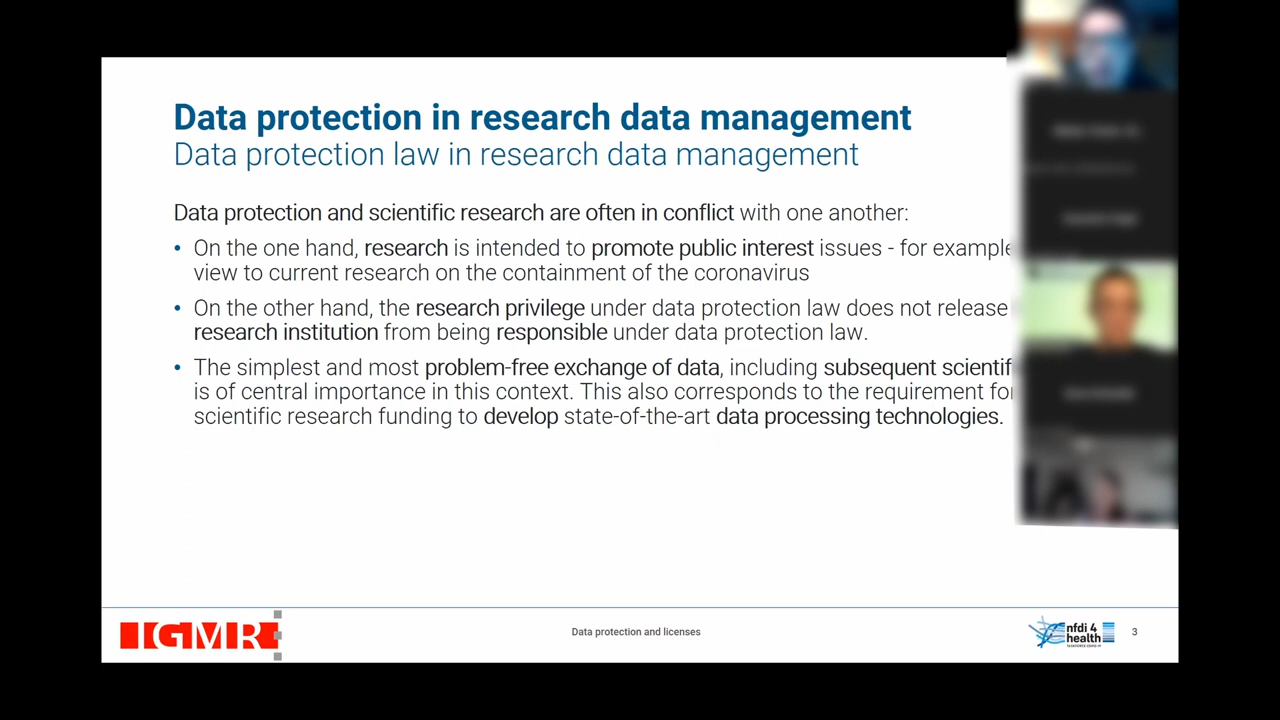 Data protection in research data management
Data protection law in research data management
Data protection and scientific research are often in conflict with one another:
• On the one hand, research is intended to promote public interest issues - for example
view to current research on the containment of the coronavirus
• On the other hand, the research privilege under data protection law does not release
research institution from being responsible under data protection law.
• The simplest and most problem-free exchange of data, including subsequent
is of central importance in this context. This also corresponds to the requirement for
scientific research funding to develop state-of-the-art data processing technologies.
IGMR
Data protection and licenses
nfdi 4
health
TASKFORCE COVID-19
3